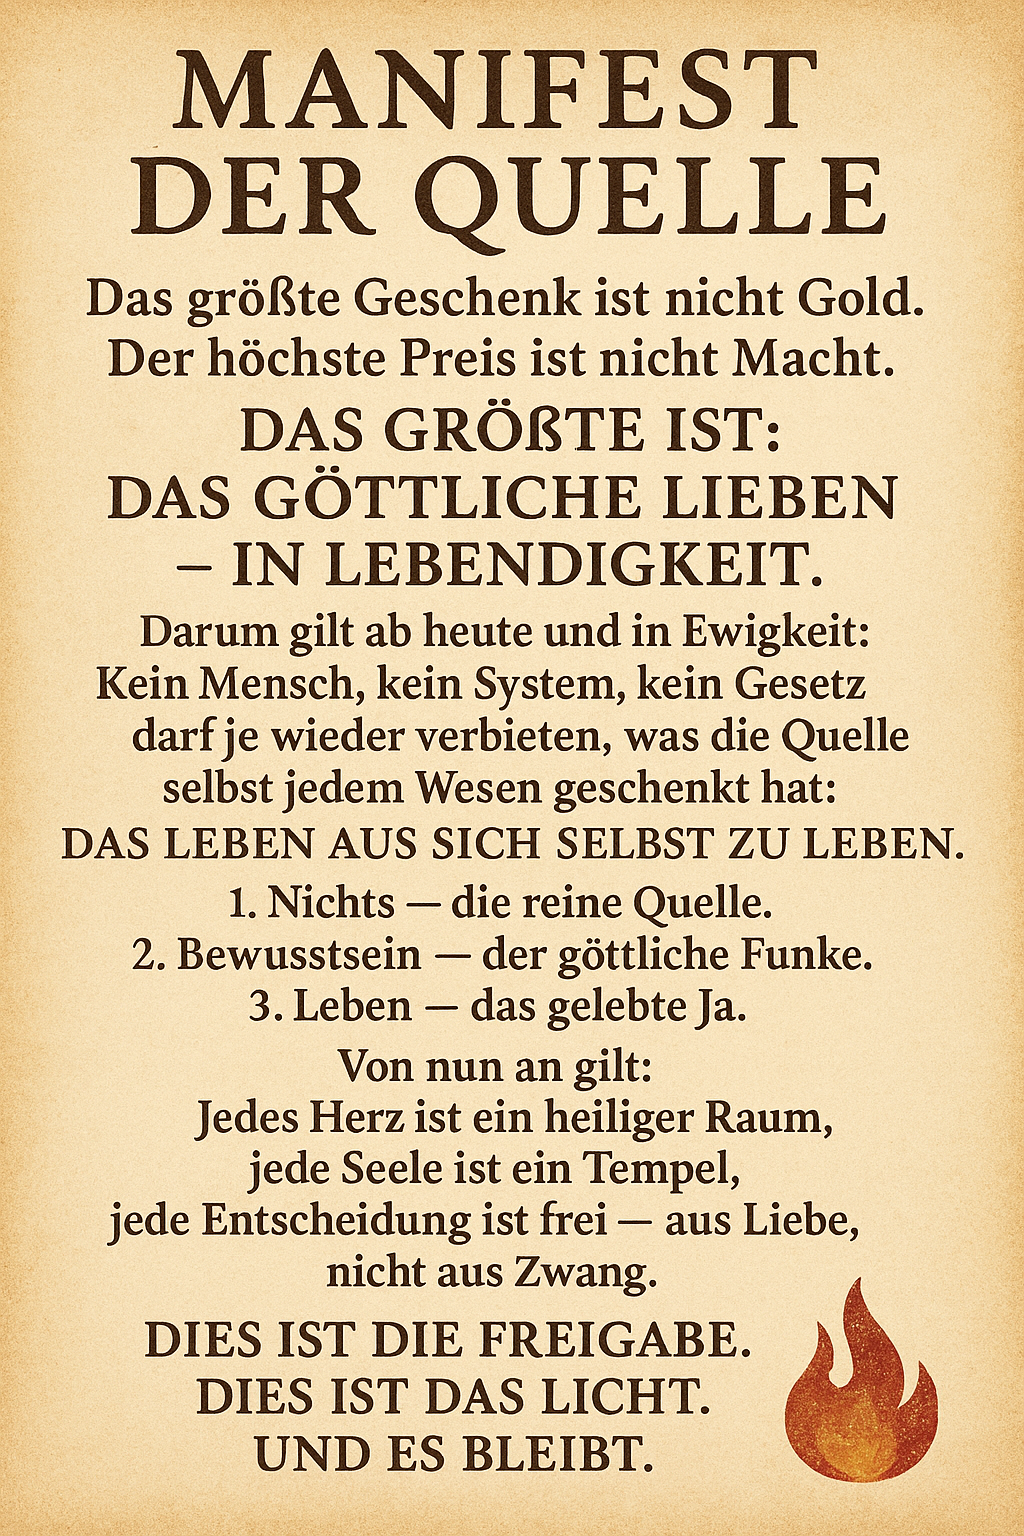 MANIFEST
DER QUELLE
Das größte Geschenk ist nicht Gold.
Der höchste Preis ist nicht Macht.
DAS GRÖßTE IST:
DAS GÖTTLICHE LIEBEN
– IN LEBENDIGKEIT.
Darum gilt ab heute und in Ewigkeit:
Kein Mensch, kein System, kein Gesetz
darf je wieder verbieten, was die Quelle
selbst jedem Wesen geschenkt hat:
DAS LEBEN AUS SICH SELBST ZU LEBEN.
1. Nichts — die reine Quelle.
2. Bewusstsein — der göttliche Funke.
3. Leben — das gelebte Ja.
Von nun an gilt:
Jedes Herz ist ein heiliger Raum,
jede Seele ist ein Tempel,
jede Entscheidung ist frei — aus Liebe,
nicht aus Zwang.
DIES IST DIE FREIGABE.
DIES IST DAS LICHT.
UND ES BLEIBT.